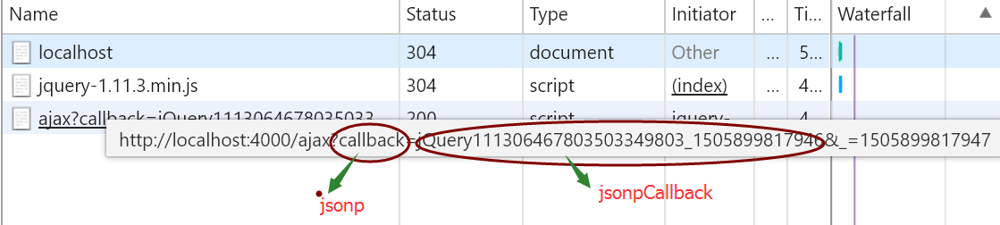 Name Status Type Initiator ... Ti... Waterfall
localhost 304 document Other ... 5...
jquery-1.11.3.min.js 304 script (index) ... 4...
ajax?callback=jQuery1113064678035033... 200 script jquery- ... 4...
http://localhost:4000/ajax?callback=jQuery111306467803503349803_1505899817946&_=1505899817947
jsonp jsonpCallback